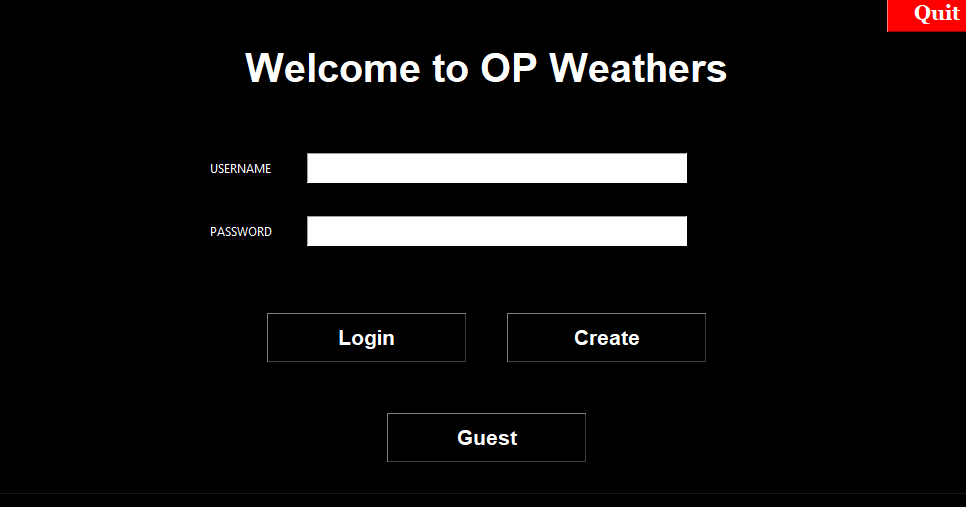 Quit
Welcome to OP Weathers
USERNAME
PASSWORD
Login
Create
Guest